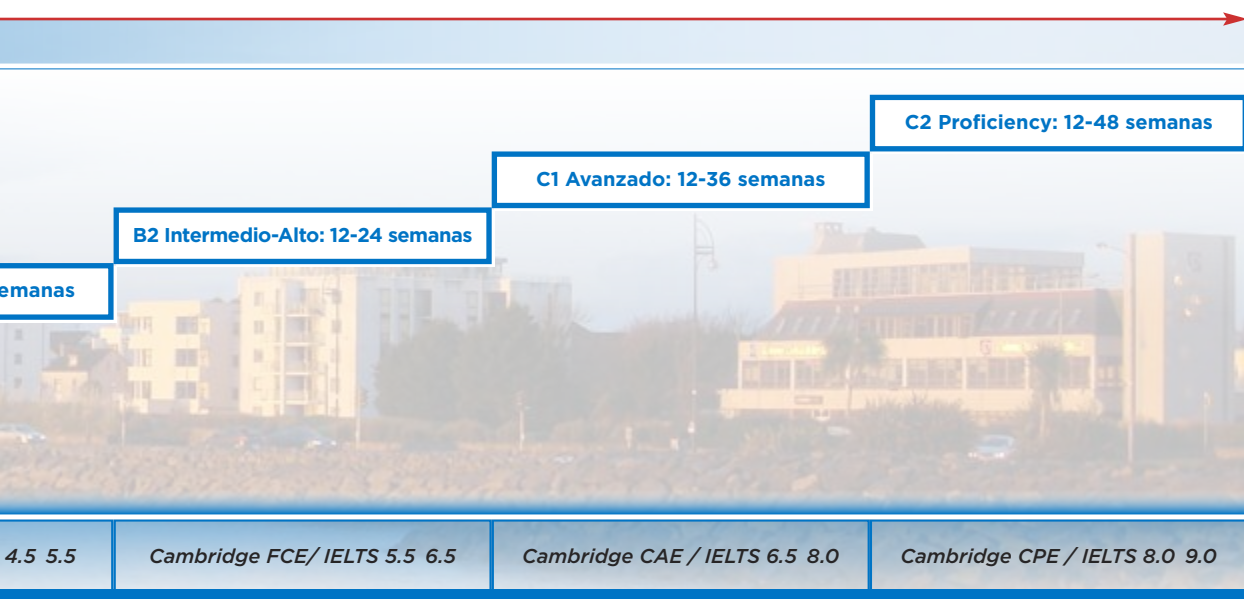 C2 Proficiency: 12-48 semanas
C1 Avanzado: 12-36 semanas
B2 Intermedio-Alto: 12-24 semanas
emanas
4.5 5.5
Cambridge FCE/ IELTS 5.5 6.5
Cambridge CAE / IELTS 6.5 8.0
Cambridge CPE / IELTS 8.0 9.0